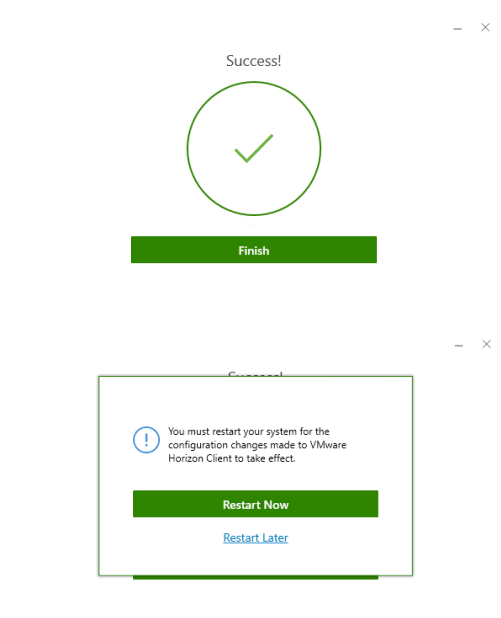 Success!
Finish
You must restart your system for the
configuration changes made to VMware
Horizon Client to take effect.
Restart Now
Restart Later